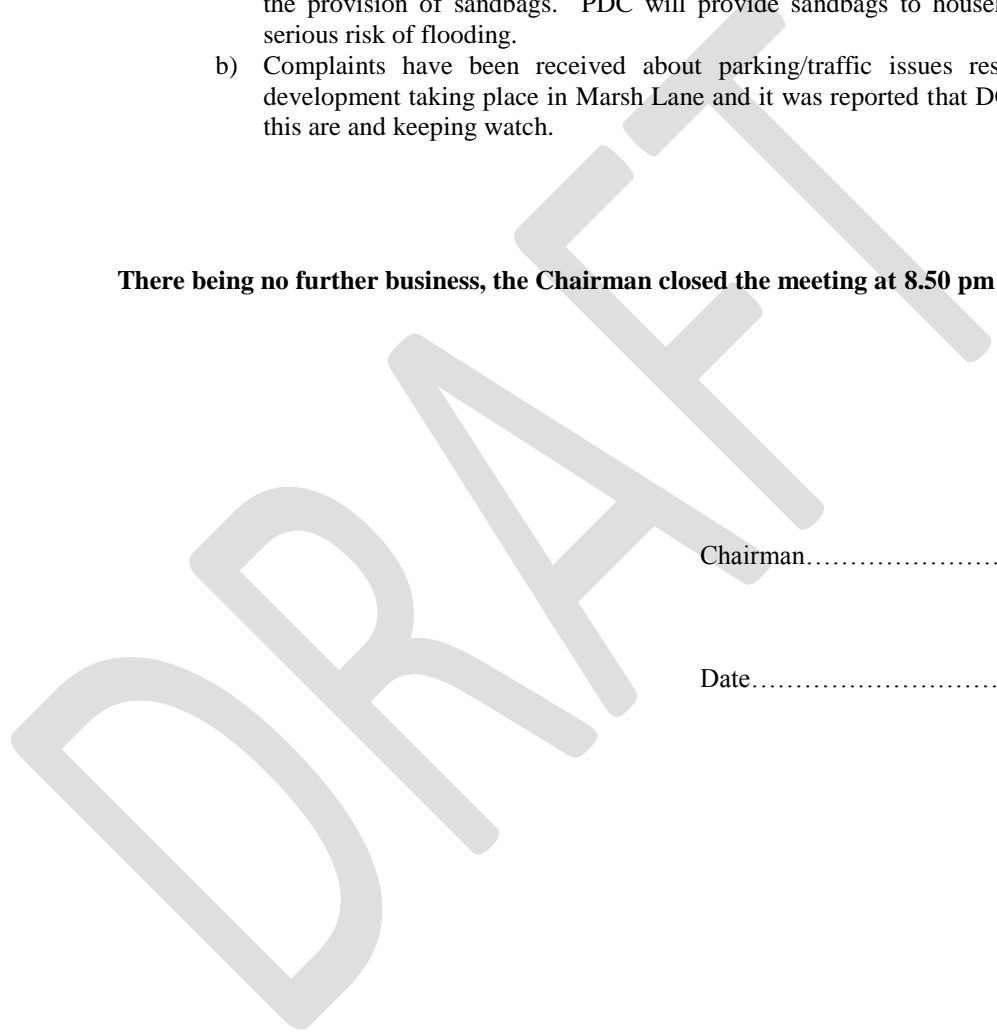 the provision of sandbags. PDC will provide sandbags to
serious risk of flooding.
b) Complaints have been received about parking/traffic issues
development taking place in Marsh Lane and it was reported that
this are and keeping watch.
There being no further business, the Chairman closed the meeting at 8.50 pm
Chairman……………………
Date…………………………
DRAFT